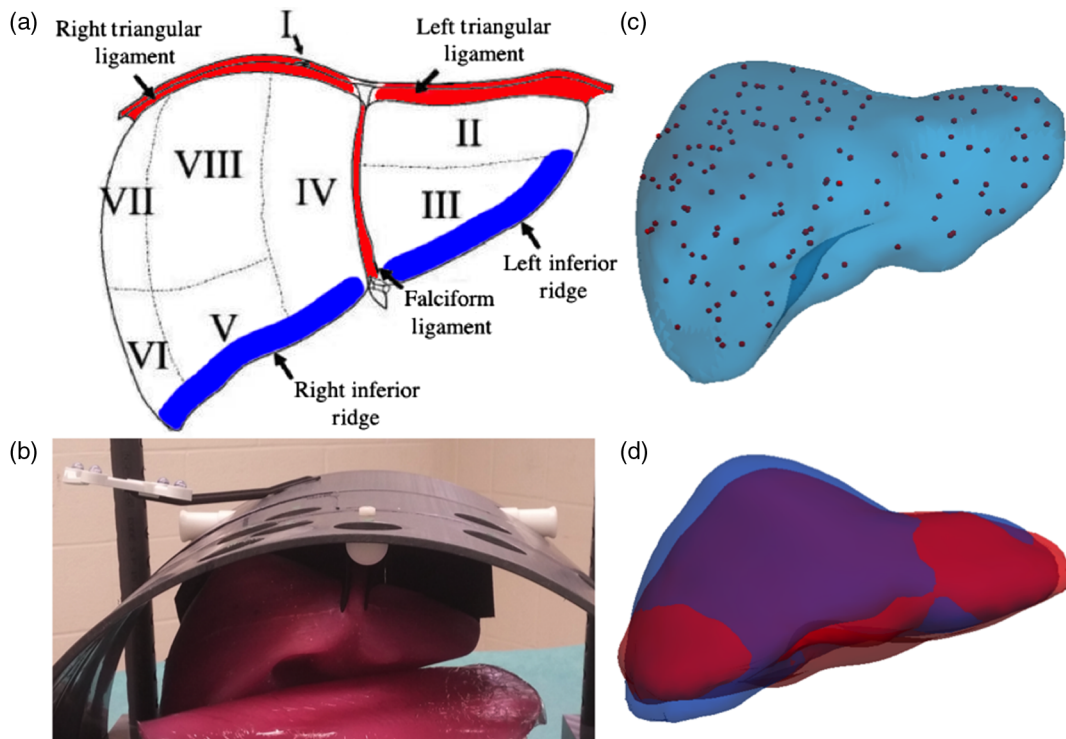 (a)
Right triangular
ligament
I
Left triangular
ligament
II
VIII
IV
VII
III
Left inferior
ridge
Falciform
ligament
V
VI
Right inferior
ridge
(b)
(c)
(d)